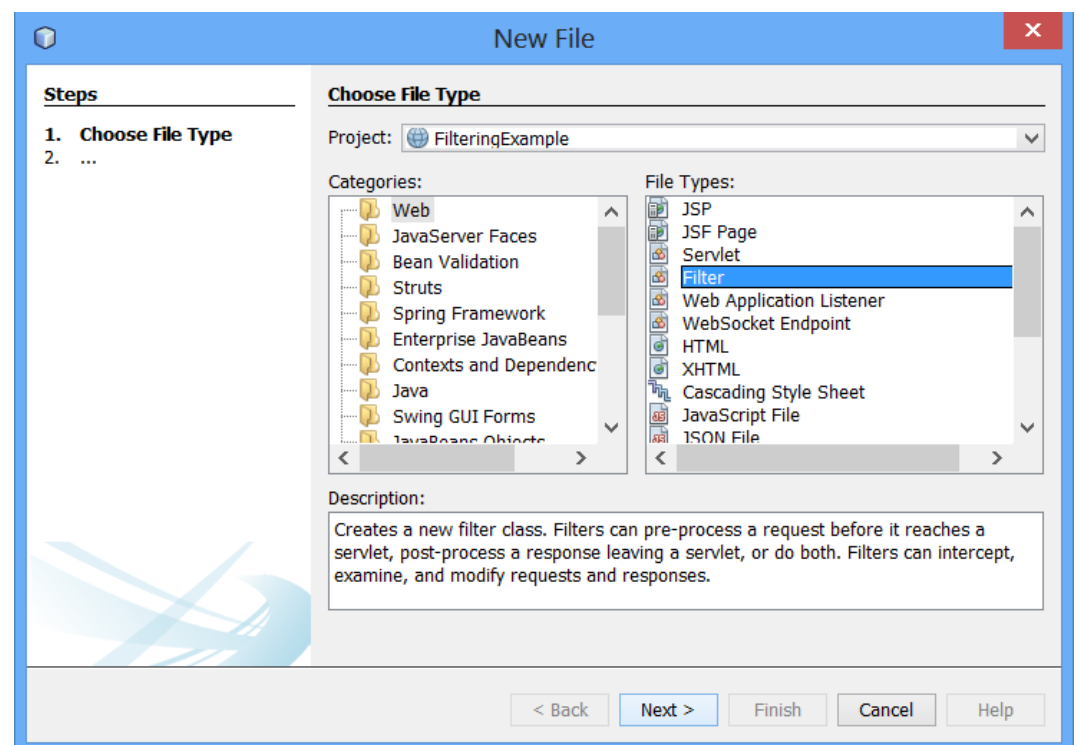 New File
Steps
1. Choose File Type
2. ...
Choose File Type
Project: FilteringExample
Categories:
Web
JavaServer Faces
Bean Validation
Struts
Spring Framework
Enterprise JavaBeans
Contexts and Dependenc
Java
Swing GUI Forms
JavaBeans Objects
File Types:
JSP
JSF Page
Servlet
Filter
Web Application Listener
WebSocket Endpoint
HTML
XHTML
Cascading Style Sheet
JavaScript File
JSON File
Description:
Creates a new filter class. Filters can pre-process a request before it reaches a
servlet, post-process a response leaving a servlet, or do both. Filters can intercept,
examine, and modify requests and responses.
< Back Next > Finish Cancel Help